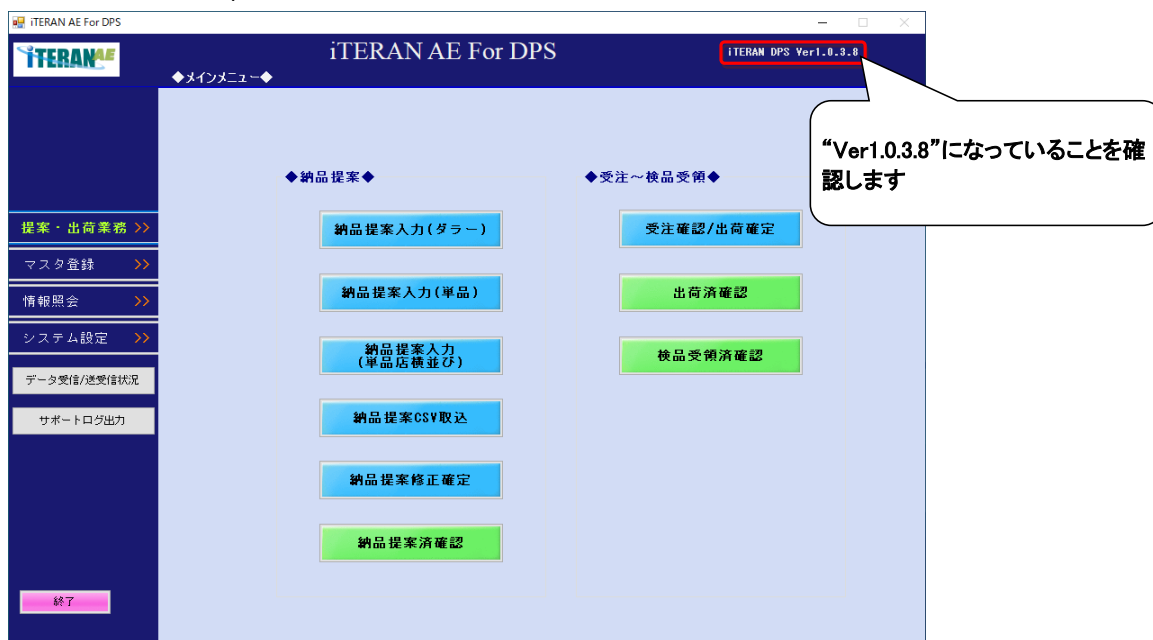 iTERAN AE For DPS
iTERANAE
iTERAN AE For DPS
iTERAN DPS Ver1.0.3.8
◆メインメニュー◆
“Ver1.0.3.8”になっていることを確
認します
◆納品提案◆
◆受注～検品受領◆
提案・出荷業務 >>
マスタ登録 >>
情報照会 >>
システム設定 >>
データ受信/送受信状況
サポートログ出力
終了
納品提案入力(ダラー)
納品提案入力(単品)
納品提案入力
(単品店横並び)
納品提案CSV取込
納品提案修正確定
納品提案済確認
受注確認/出荷確定
出荷済確認
検品受領済確認